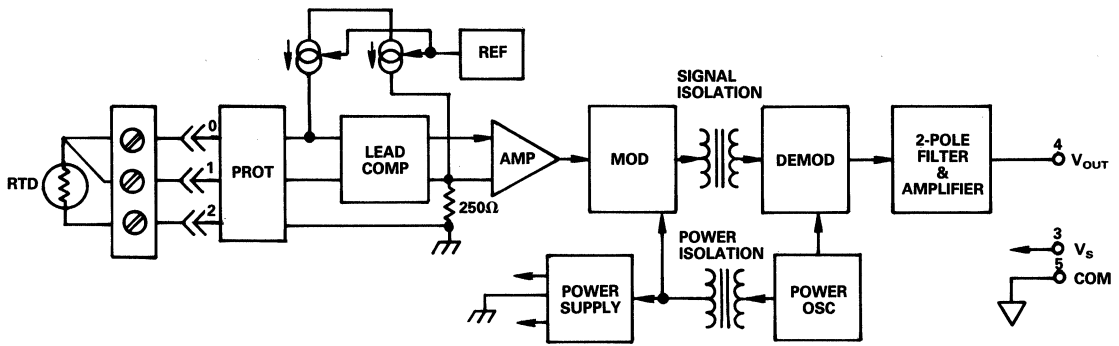 REF
SIGNAL
ISOLATION
RTD
0
1
2
PROT
LEAD
COMP
AMP
250Ω
MOD
DEMOD
2-POLE
FILTER
&
AMPLIFIER
4
VOUT
POWER
ISOLATION
POWER
SUPPLY
POWER
OSC
3
VS
5
COM